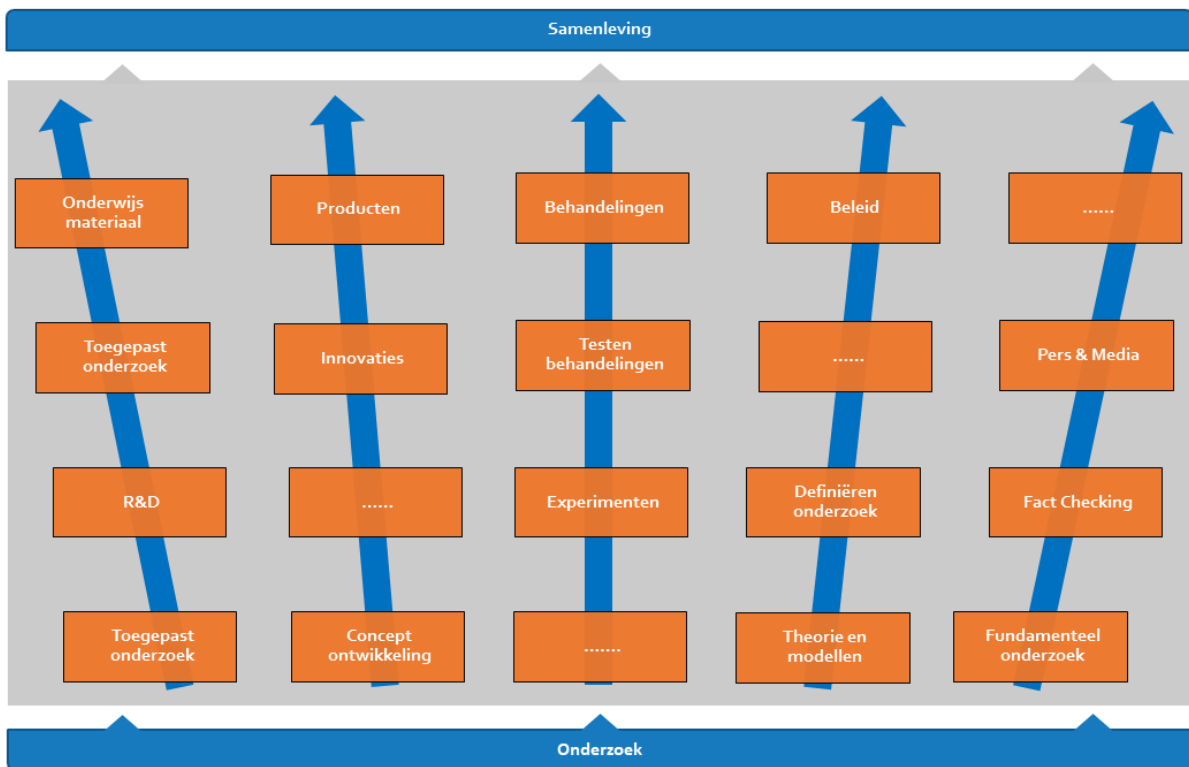 Samenleving
Onderwijs
materiaal
Producten
Behandelingen
Beleid
......
Toegepast
onderzoek
Innovaties
Testen
behandelingen
......
Pers & Media
R&D
......
Experimenten
Definiëren
onderzoek
Fact Checking
Toegepast
onderzoek
Concept
ontwikkeling
.......
Theorie en
modellen
Fundamenteel
onderzoek
Onderzoek